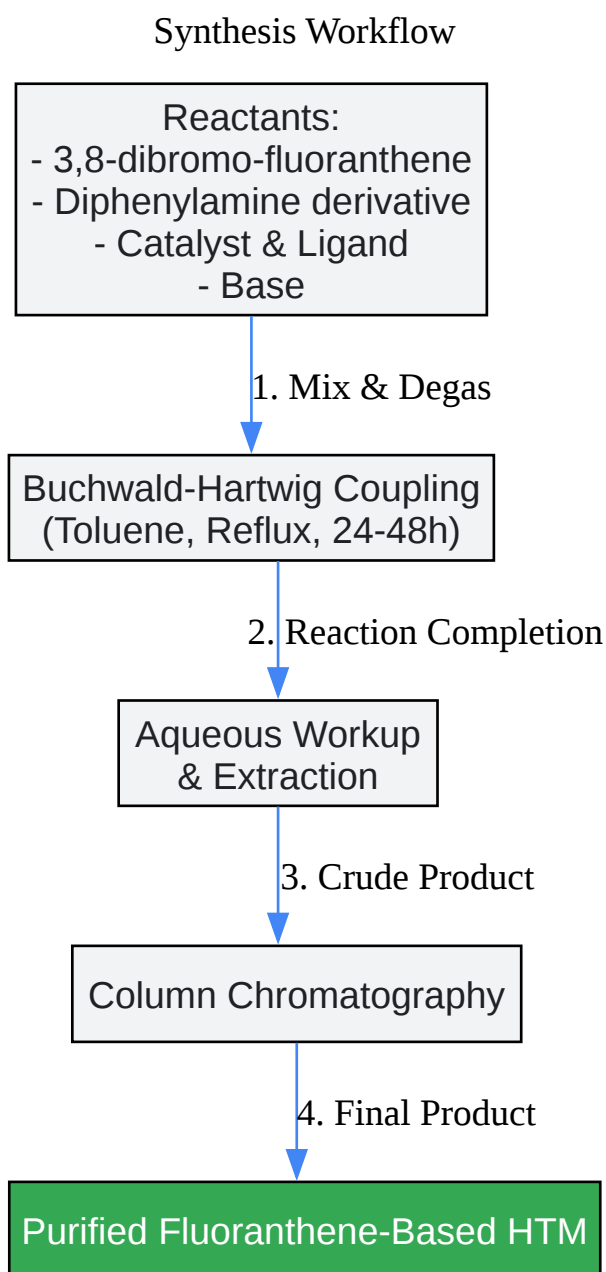 Synthesis Workflow
Reactants:
- 3,8-dibromo-fluoranthene
- Diphenylamine derivative
- Catalyst & Ligand
- Base
1. Mix & Degas
Buchwald-Hartwig Coupling
(Toluene, Reflux, 24-48h)
2. Reaction Completion
Aqueous Workup
& Extraction
3. Crude Product
Column Chromatography
4. Final Product
Purified Fluoranthene-Based HTM